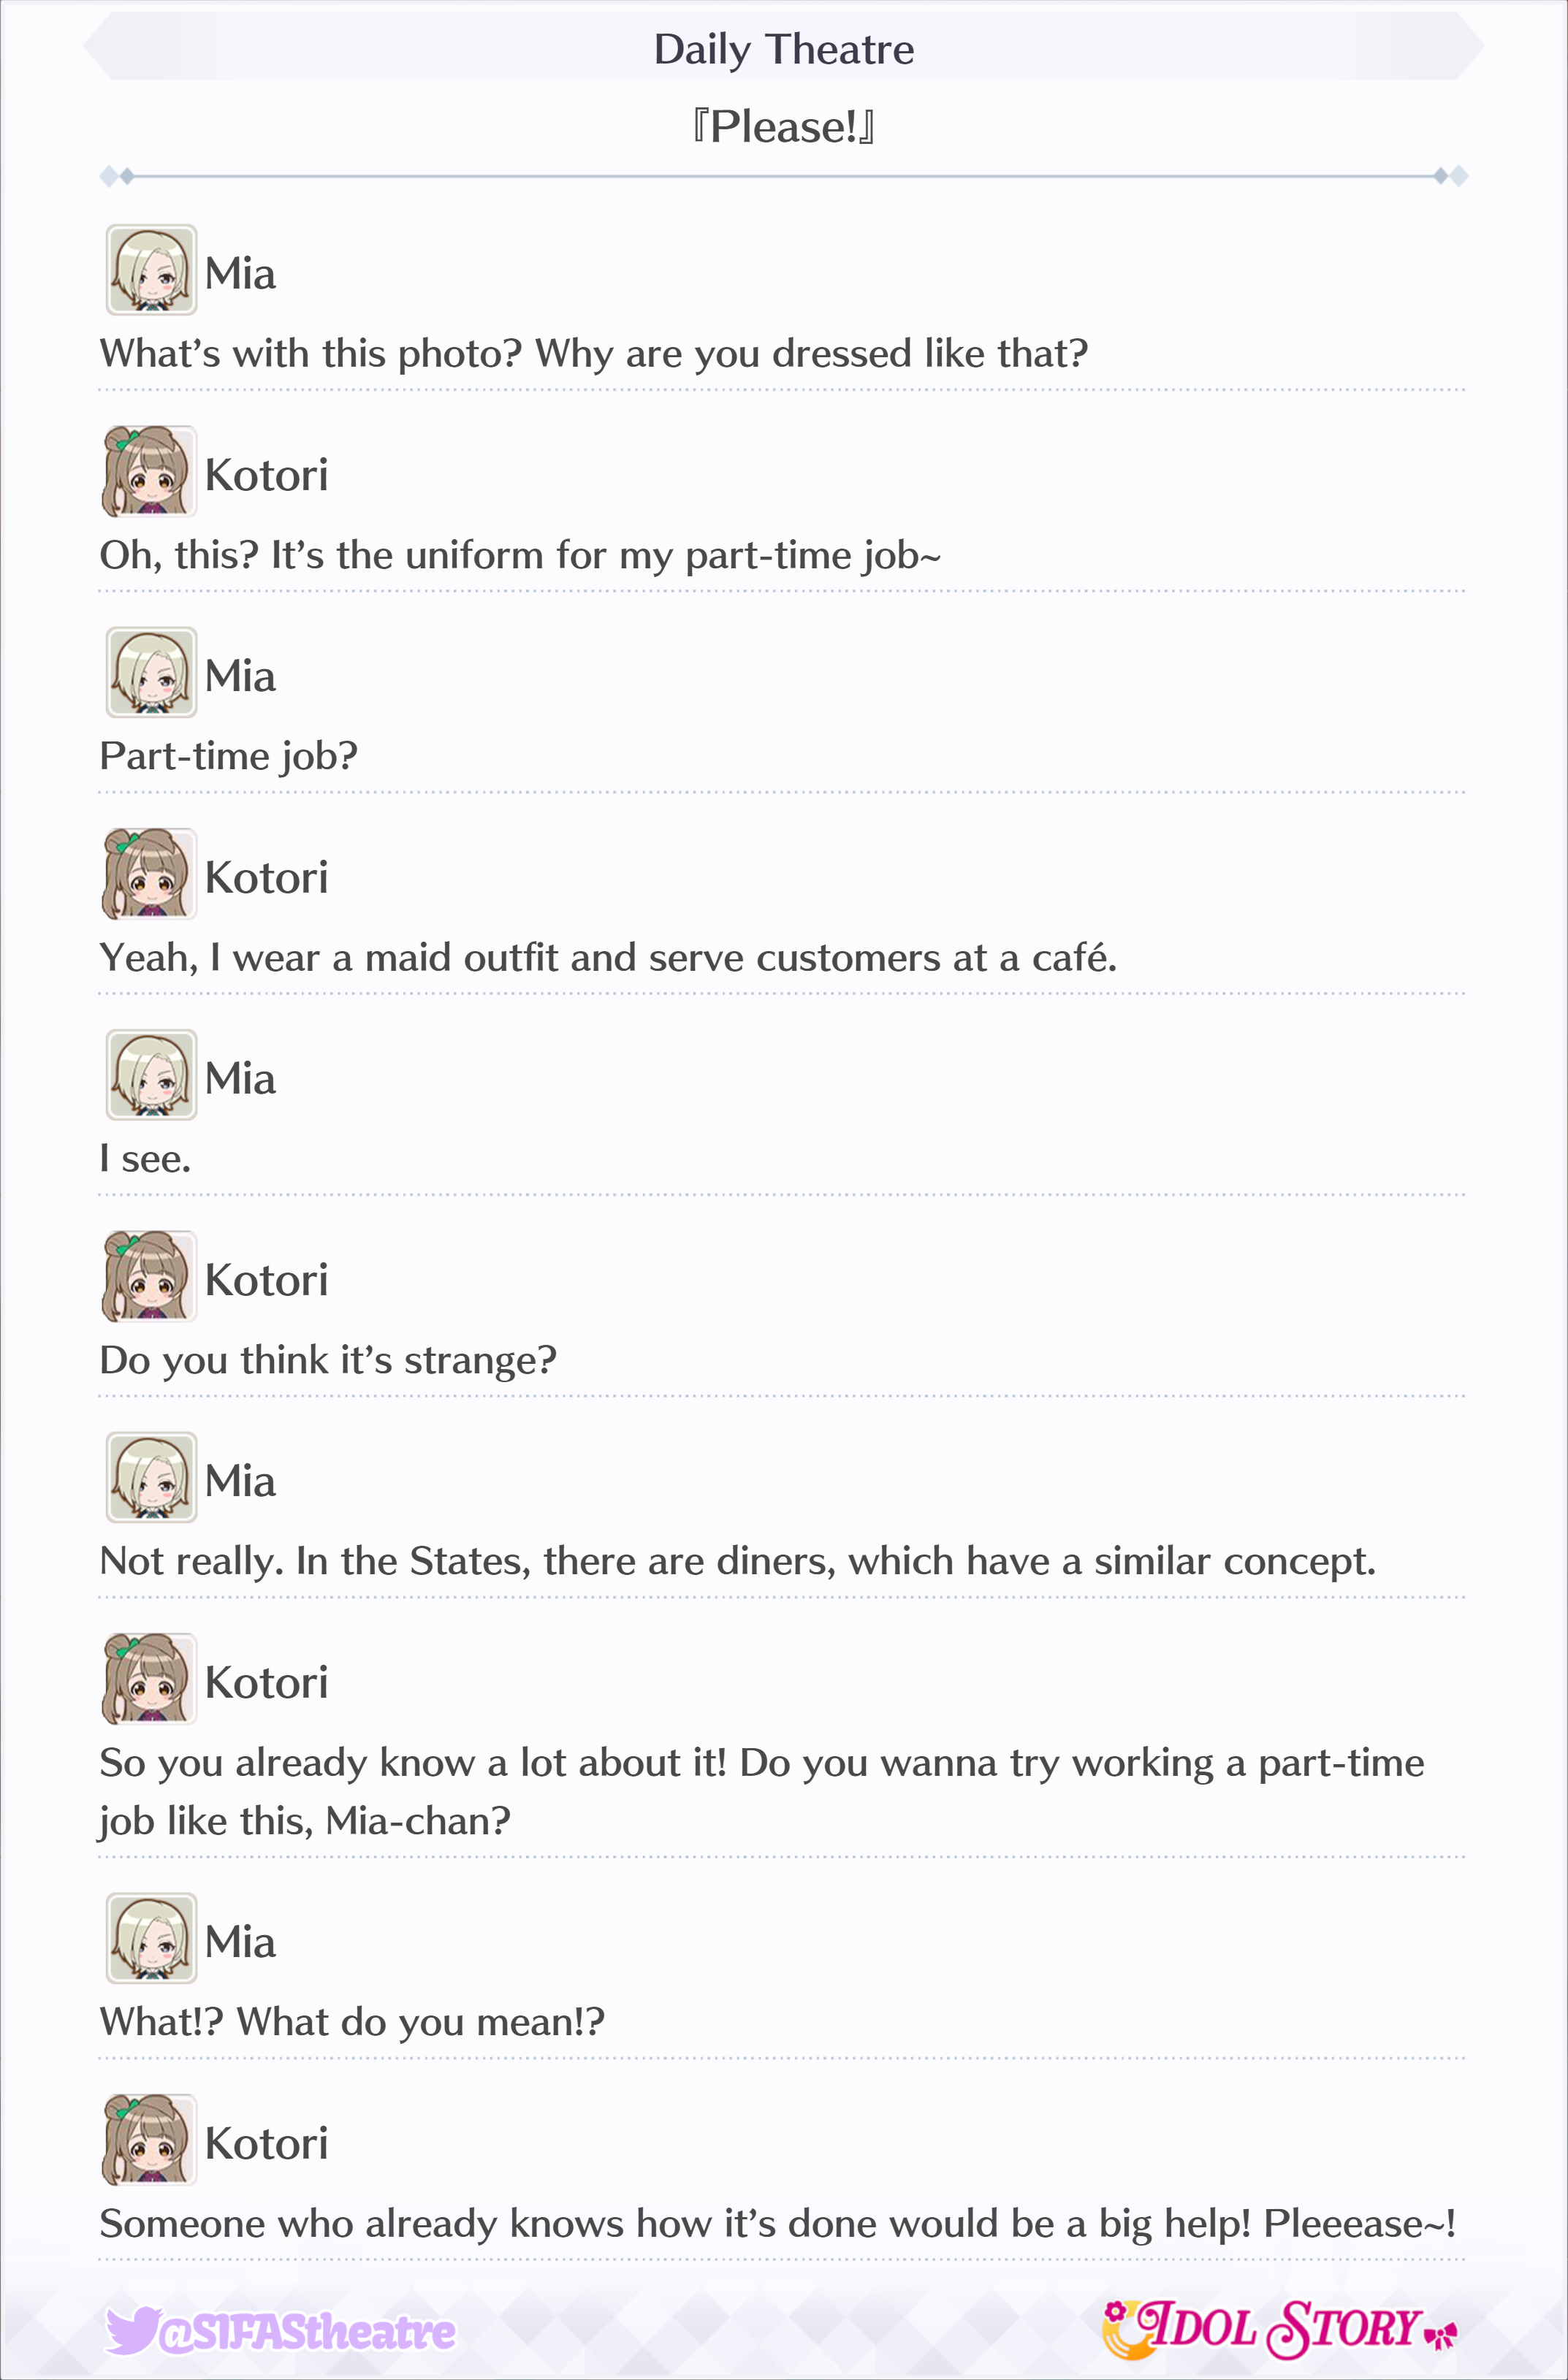 Daily Theatre
『Please!』
Mia
What’s with this photo? Why are you dressed like that?
Kotori
Oh, this? It’s the uniform for my part-time job~
Mia
Part-time job?
Kotori
Yeah, I wear a maid outfit and serve customers at a café.
Mia
I see.
Kotori
Do you think it’s strange?
Mia
Not really. In the States, there are diners, which have a similar concept.
Kotori
So you already know a lot about it! Do you wanna try working a part-time
job like this, Mia-chan?
Mia
What!? What do you mean!?
Kotori
Someone who already knows how it’s done would be a big help! Pleeease~!
@SIFAStheatre
IDOL STORY